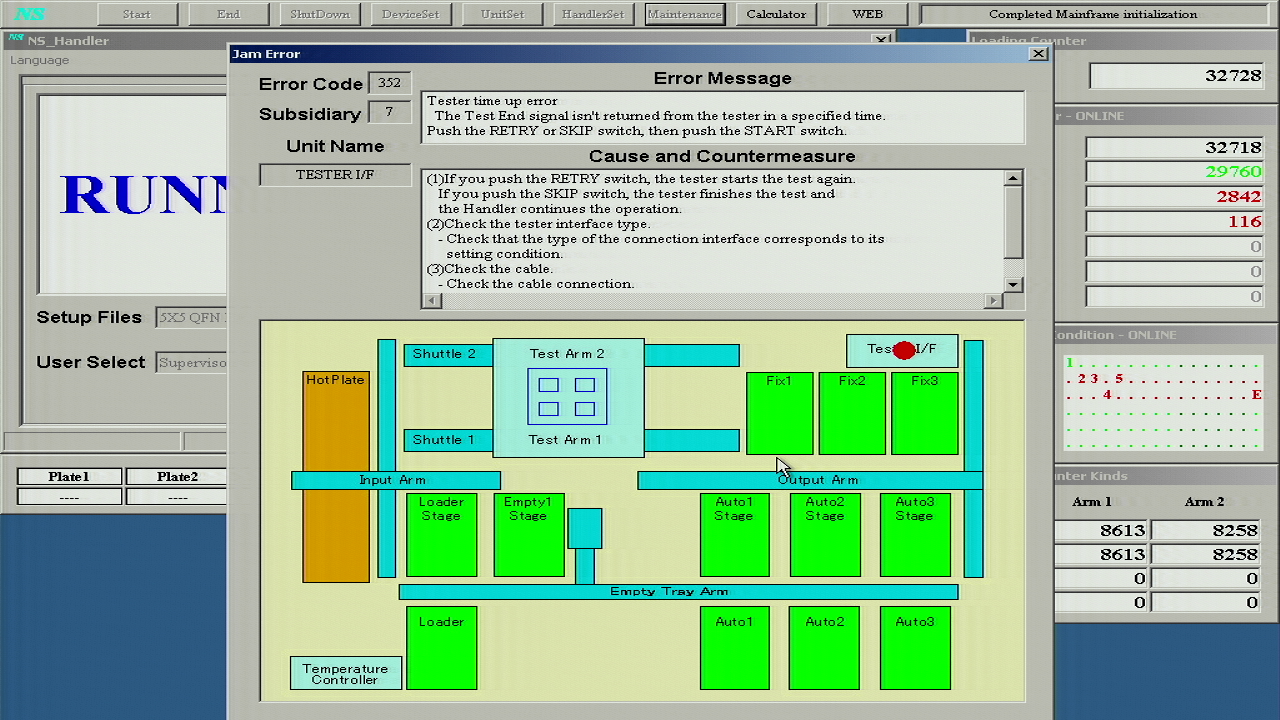 NS
Start
End
ShutDown
DeviceSet
UnitSet
HandlerSet
Maintenance
Calculator
WEB
Completed Mainframe initialization
NS NS_Handler
Language
Jam Error
Loading Counter
32728
Error Code 352
Subsidiary 7
Unit Name
TESTER I/F
Error Message
Tester time up error
The Test End signal isn't returned from the tester in a specified time.
Push the RETRY or SKIP switch, then push the START switch.
Cause and Countermeasure
(1)If you push the RETRY switch, the tester starts the test again.
If you push the SKIP switch, the tester finishes the test and
the Handler continues the operation.
(2)Check the tester interface type.
- Check that the type of the connection interface corresponds to its
setting condition.
(3)Check the cable.
- Check the cable connection.
r - ONLINE
32718
29760
2842
116
0
0
0
RUNN
Setup Files 5X5 QFN
User Select Superviso
Plate1 Plate2
---- ----
Shuttle 2
Test Arm 2
I/F
HotPlate
Fix1
Fix2
Fix3
Shuttle 1
Test Arm 1
Input Arm
Output Arm
Loader
Stage
Empty1
Stage
Auto1
Stage
Auto2
Stage
Auto3
Stage
Empty Tray Arm
Loader
Auto1
Auto2
Auto3
Temperature
Controller
ondition - ONLINE
1 . . . . . . . . . . . . . . .
. 2 3 . 5 . . . . . . . . . . .
. . . 4 . . . . . . . . . . . E
unter Kinds
Arm 1 Arm 2
8613 8258
8613 8258
0 0
0 0